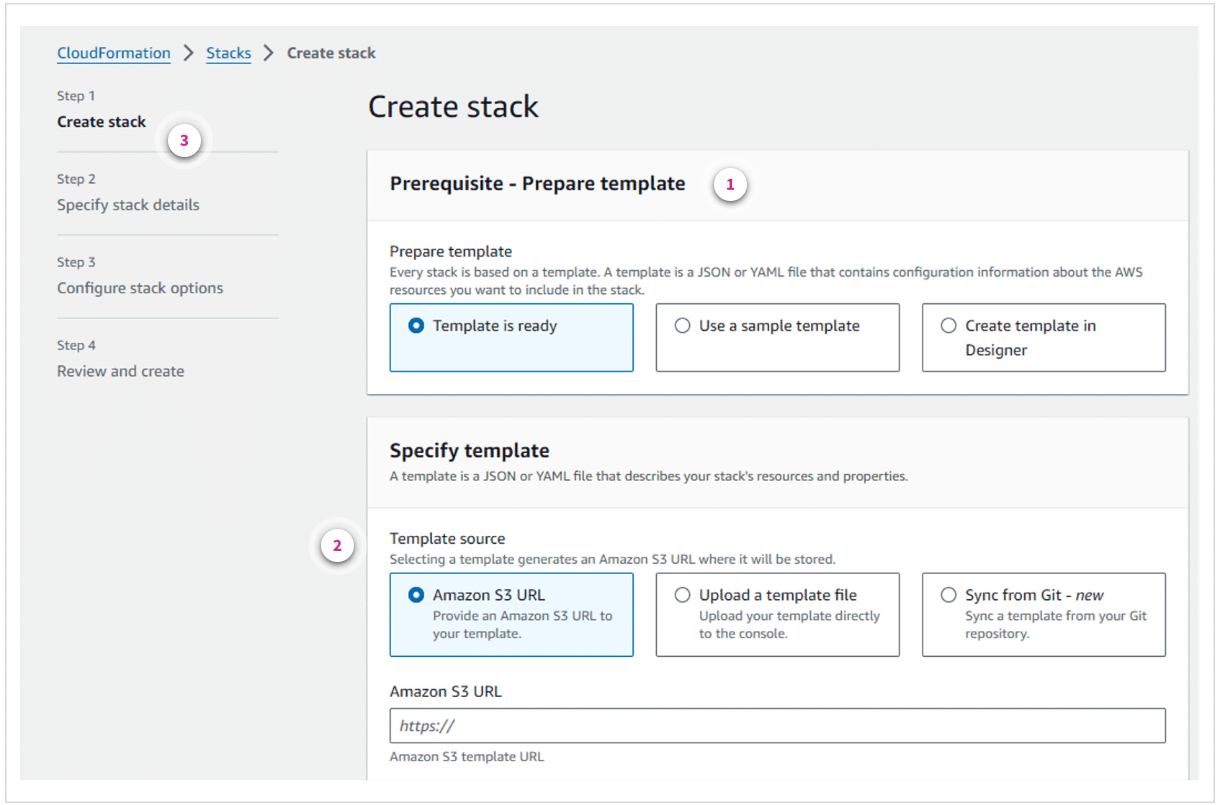 CloudFormation > Stacks > Create stack
Step 1
Create stack
3
Step 2
Specify stack details
Step 3
Configure stack options
Step 4
Review and create
Create stack
Prerequisite - Prepare template
1
Prepare template
Every stack is based on a template. A template is a JSON or YAML file that contains configuration information about the AWS
resources you want to include in the stack.
Template is ready
Use a sample template
Create template in
Designer
Specify template
A template is a JSON or YAML file that describes your stack's resources and properties.
2
Template source
Selecting a template generates an Amazon S3 URL where it will be stored.
Amazon S3 URL
Provide an Amazon S3 URL to
your template.
Upload a template file
Upload your template directly
to the console.
Sync from Git - new
Sync a template from your Git
repository.
Amazon S3 URL
https://
Amazon S3 template URL